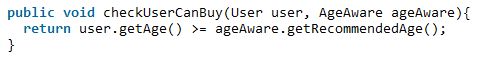 public void checkUserCanBuy(User user, AgeAware ageAware){
  return user.getAge() >= ageAware.getRecommendedAge();
}